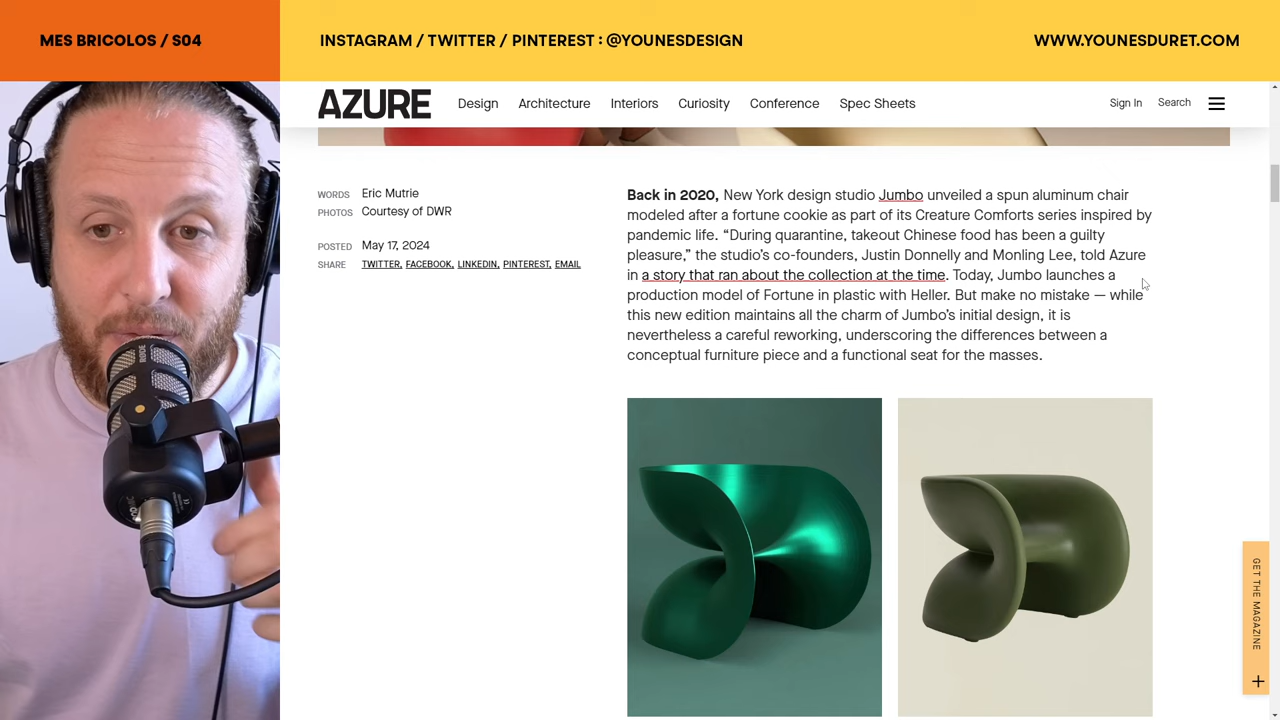 MES BRICOLOS / S04
INSTAGRAM / TWITTER / PINTEREST : @YOUNESDESIGN
WWW.YOUNESDURET.COM
AZURE
Design
Architecture
Interiors
Curiosity
Conference
Spec Sheets
Sign In
Search
WORDS Eric Mutrie
PHOTOS Courtesy of DWR
POSTED May 17, 2024
SHARE TWITTER, FACEBOOK, LINKEDIN, PINTEREST, EMAIL
Back in 2020, New York design studio Jumbo unveiled a spun aluminum chair
modeled after a fortune cookie as part of its Creature Comforts series inspired by
pandemic life. “During quarantine, takeout Chinese food has been a guilty
pleasure,” the studio’s co-founders, Justin Donnelly and Monling Lee, told Azure
in a story that ran about the collection at the time. Today, Jumbo launches a
production model of Fortune in plastic with Heller. But make no mistake — while
this new edition maintains all the charm of Jumbo’s initial design, it is
nevertheless a careful reworking, underscoring the differences between a
conceptual furniture piece and a functional seat for the masses.
GET THE MAGAZINE
RØDE